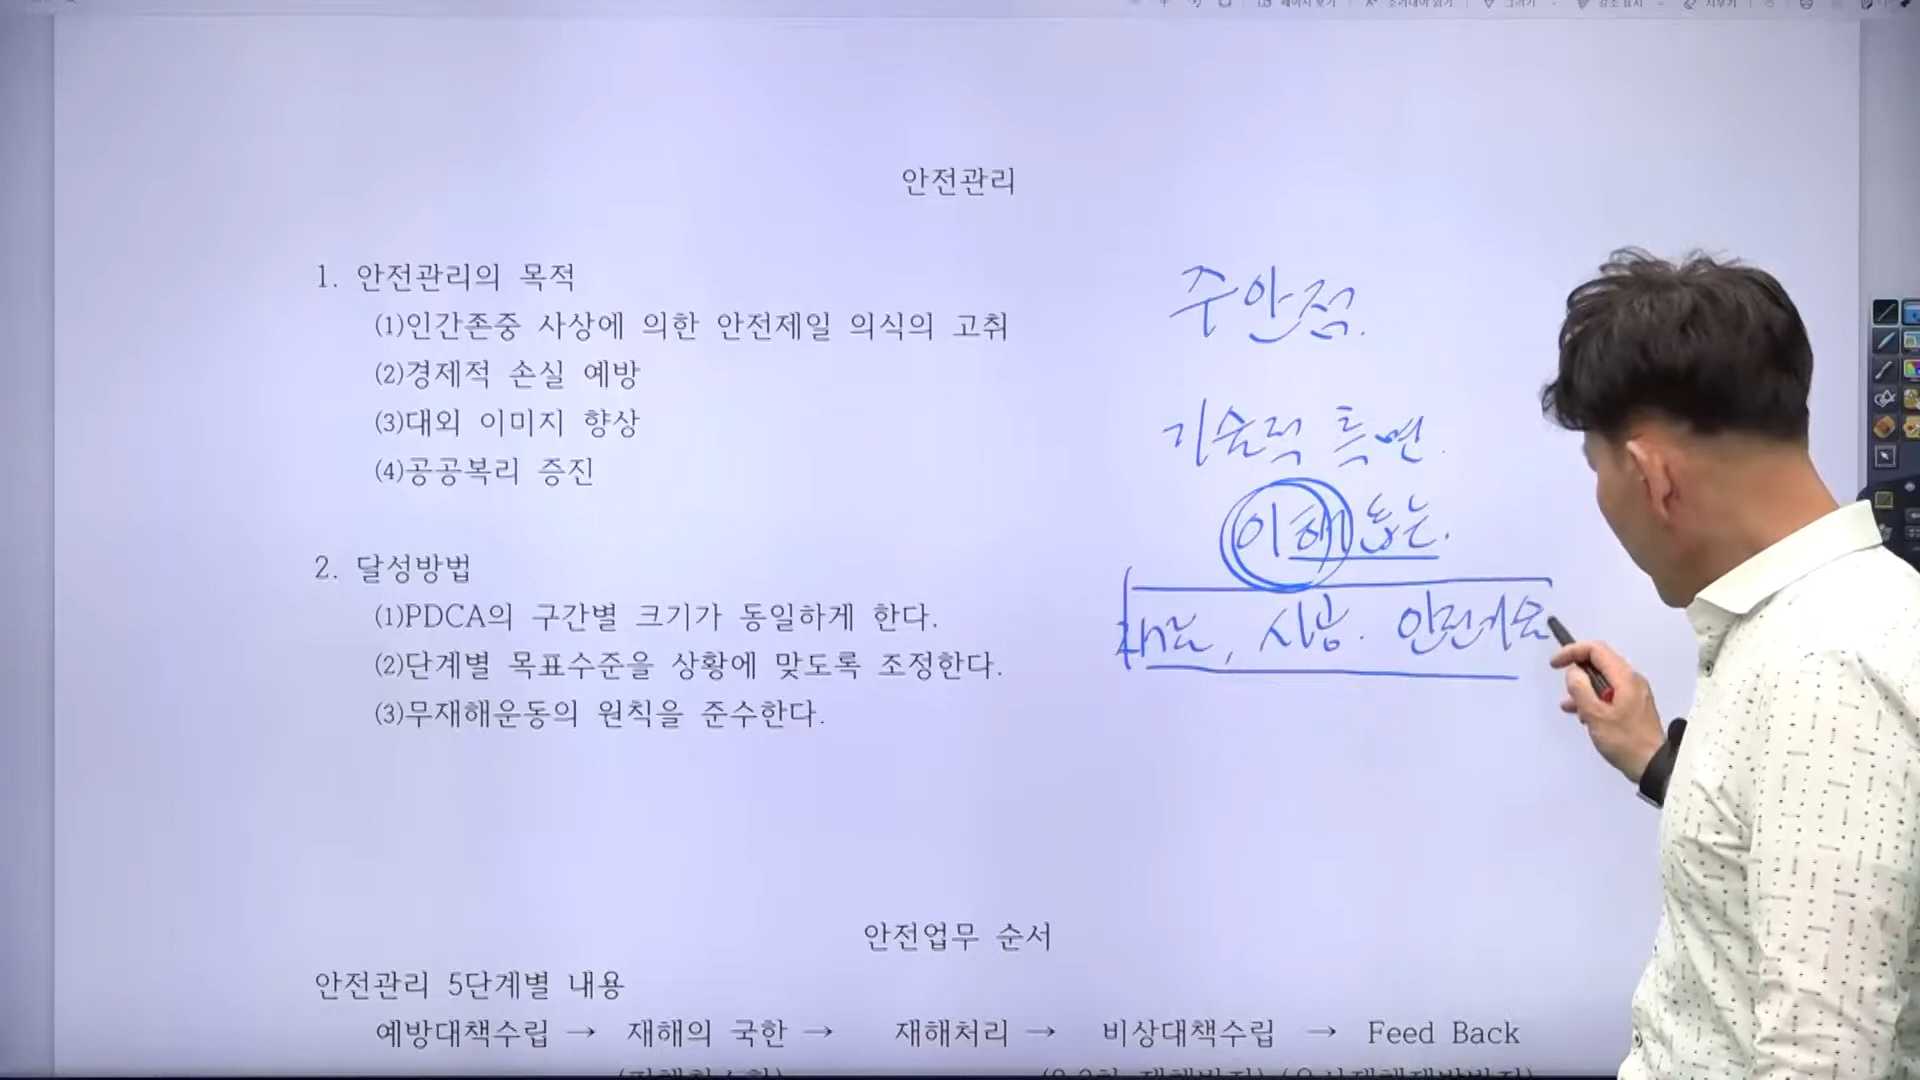 안전관리
1. 안전관리의 목적
(1)인간존중 사상에 의한 안전제일 의식의 고취
(2)경제적 손실 예방
(3)대외 이미지 향상
(4)공공복리 증진
2. 달성방법
(1)PDCA의 구간별 크기가 동일하게 한다.
(2)단계별 목표수준을 상황에 맞도록 조정한다.
(3)무재해운동의 원칙을 준수한다.
주안점.
기술적 측면.
이해 돕는.
재료, 시공. 안전
안전업무 순서
안전관리 5단계별 내용
예방대책수립 → 재해의 국한 → 재해처리 → 비상대책수립 → Feed Back